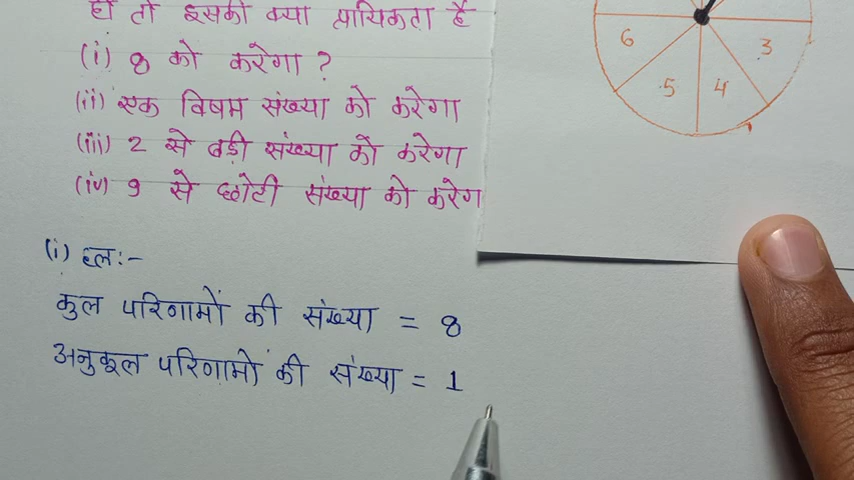 हो तो इसकी क्या प्रायिकता है
(i) 8 को करेगा ?
(ii) एक विषम संख्या को करेगा
(iii) 2 से बड़ी संख्या को करेगा
(iv) 9 से छोटी संख्या को करेग
6
3
5
4
(i) हल:-
कुल परिणामों की संख्या = 8
अनुकूल परिणामों की संख्या = 1